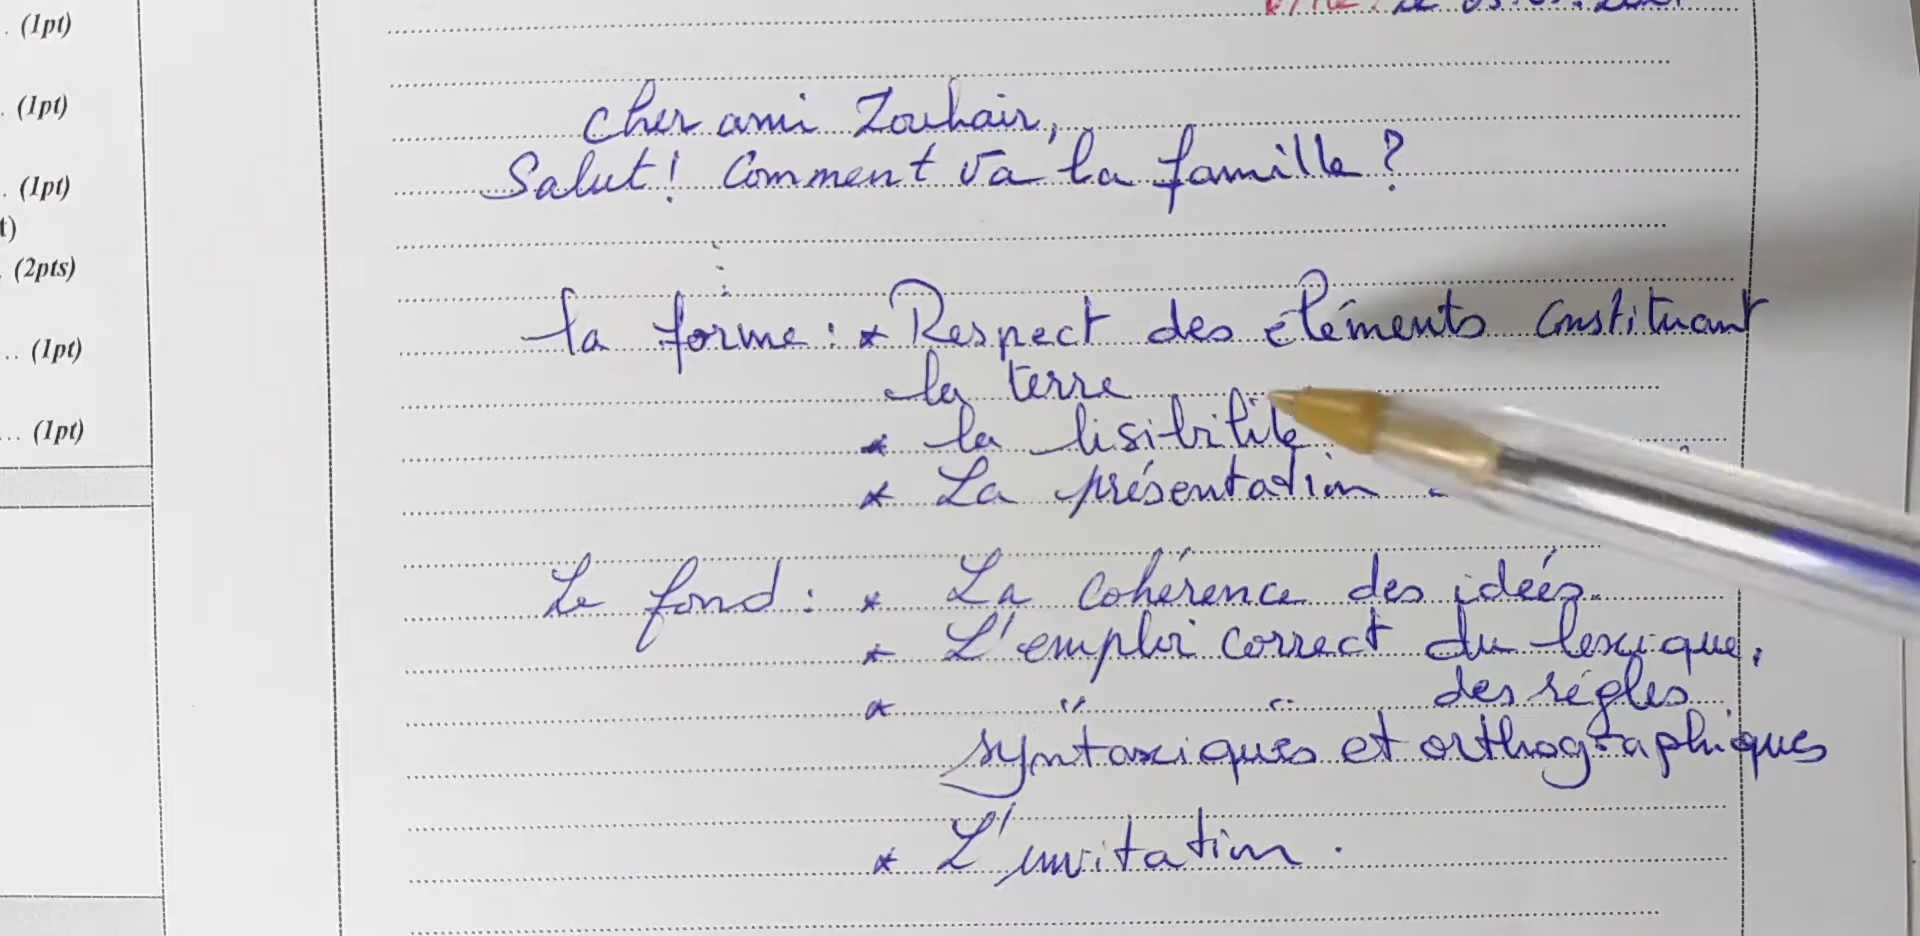 (1pt)
(1pt)
(1pt)
t)
(2pts)
(1pt)
(1pt)
Cher ami Zouhair,
Salut! Comment va la famille?
la forme: * Respect des éléments constituant
la terre
* la lisibilité
* La présentation.
Le fond: * La cohérence des idées.
* L'emploi correct du lexique,
* " " des régles
syntaxiques et orthographiques
* L'invitation.